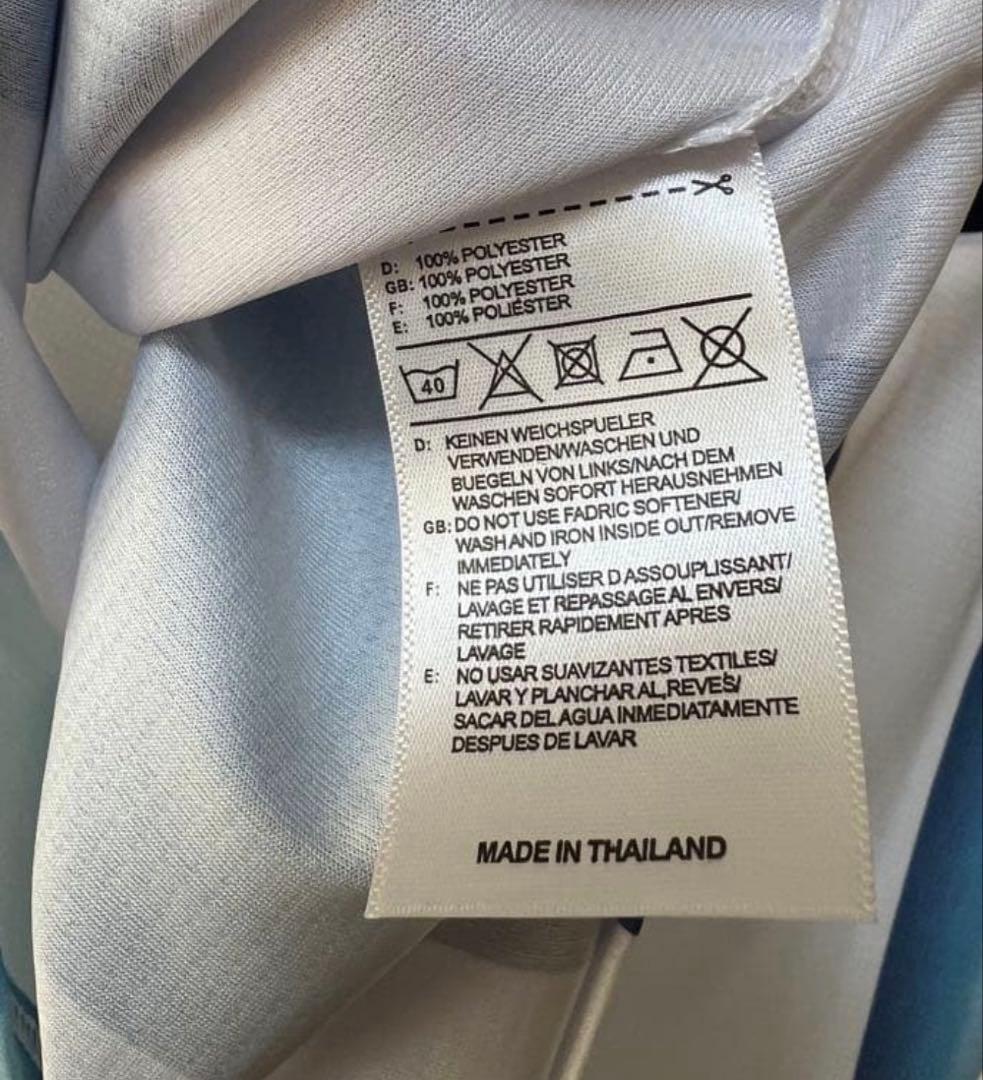 D: 100% POLYESTER
GB: 100% POLYESTER
F: 100% POLYESTER
E: 100% POLIÉSTER
40
D: KEINEN WEICHSPUELER
VERWENDEN/WASCHEN UND
BUEGELN VON LINKS/NACH DEM
WASCHEN SOFORT HERAUSNEHMEN
GB: DO NOT USE FADRIC SOFTENER/
WASH AND IRON INSIDE OUT/REMOVE
IMMEDIATELY
F: NE PAS UTILISER D ASSOUPLISSANT/
LAVAGE ET REPASSAGE AL ENVERS/
RETIRER RAPIDEMENT APRES
LAVAGE
E: NO USAR SUAVIZANTES TEXTILES/
LAVAR Y PLANCHAR AL,REVES/
SACAR DEL AGUA INMEDIATAMENTE
DESPUES DE LAVAR
MADE IN THAILAND